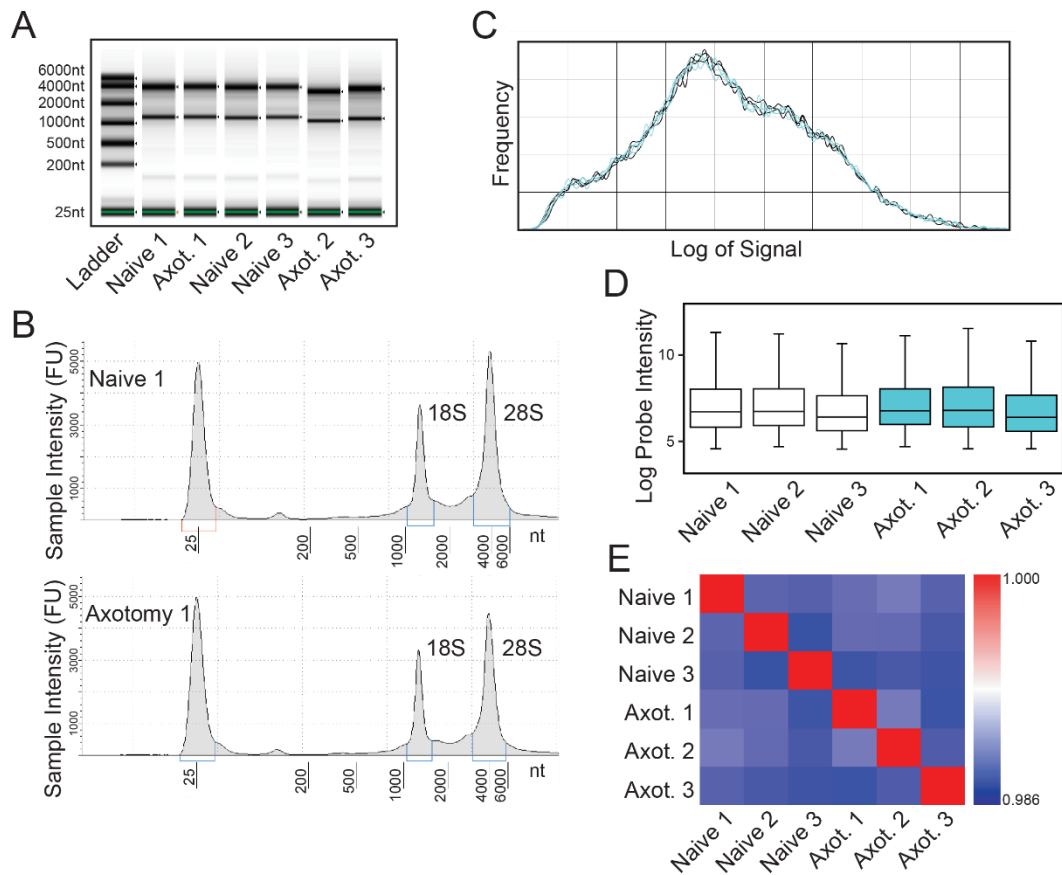 A
6000nt
4000nt
2000nt
1000nt
500nt
200nt
25nt
Ladder
Naive 1
Axot. 1
Naive 2
Naive 3
Axot. 2
Axot. 3
B
Sample Intensity (FU)
5000
3000
1000
Naive 1
18S
28S
25
200
500
1000
2000
4000
6000
nt
Sample Intensity (FU)
5000
3000
1000
Axotomy 1
18S
28S
25
200
500
1000
2000
4000
6000
nt
C
Frequency
Log of Signal
D
Log Probe Intensity
10
5
Naive 1
Naive 2
Naive 3
Axot. 1
Axot. 2
Axot. 3
E
Naive 1
Naive 2
Naive 3
Axot. 1
Axot. 2
Axot. 3
1.000
0.986
Naive 1
Naive 2
Naive 3
Axot. 1
Axot. 2
Axot. 3